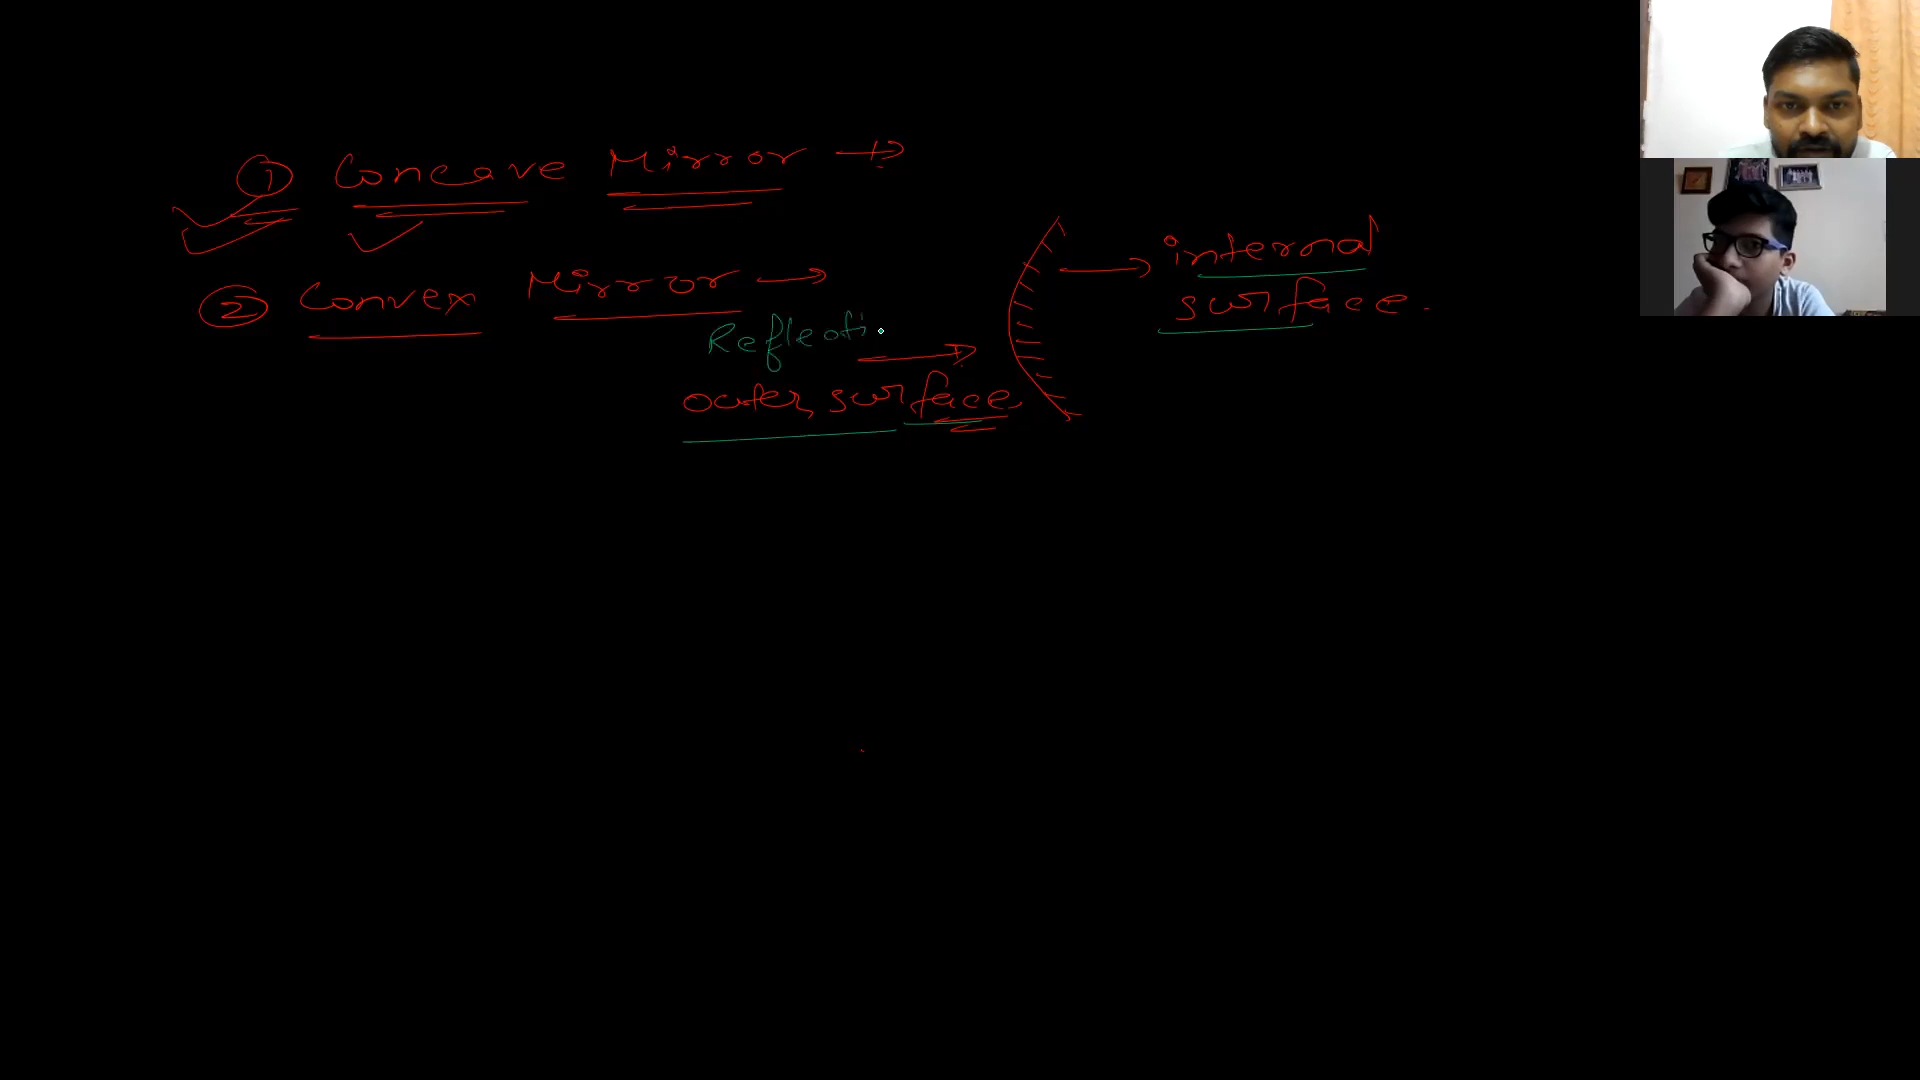 ① Concave Mirror →
② Convex Mirror →
internal
surface.
Reflecti
outer surface